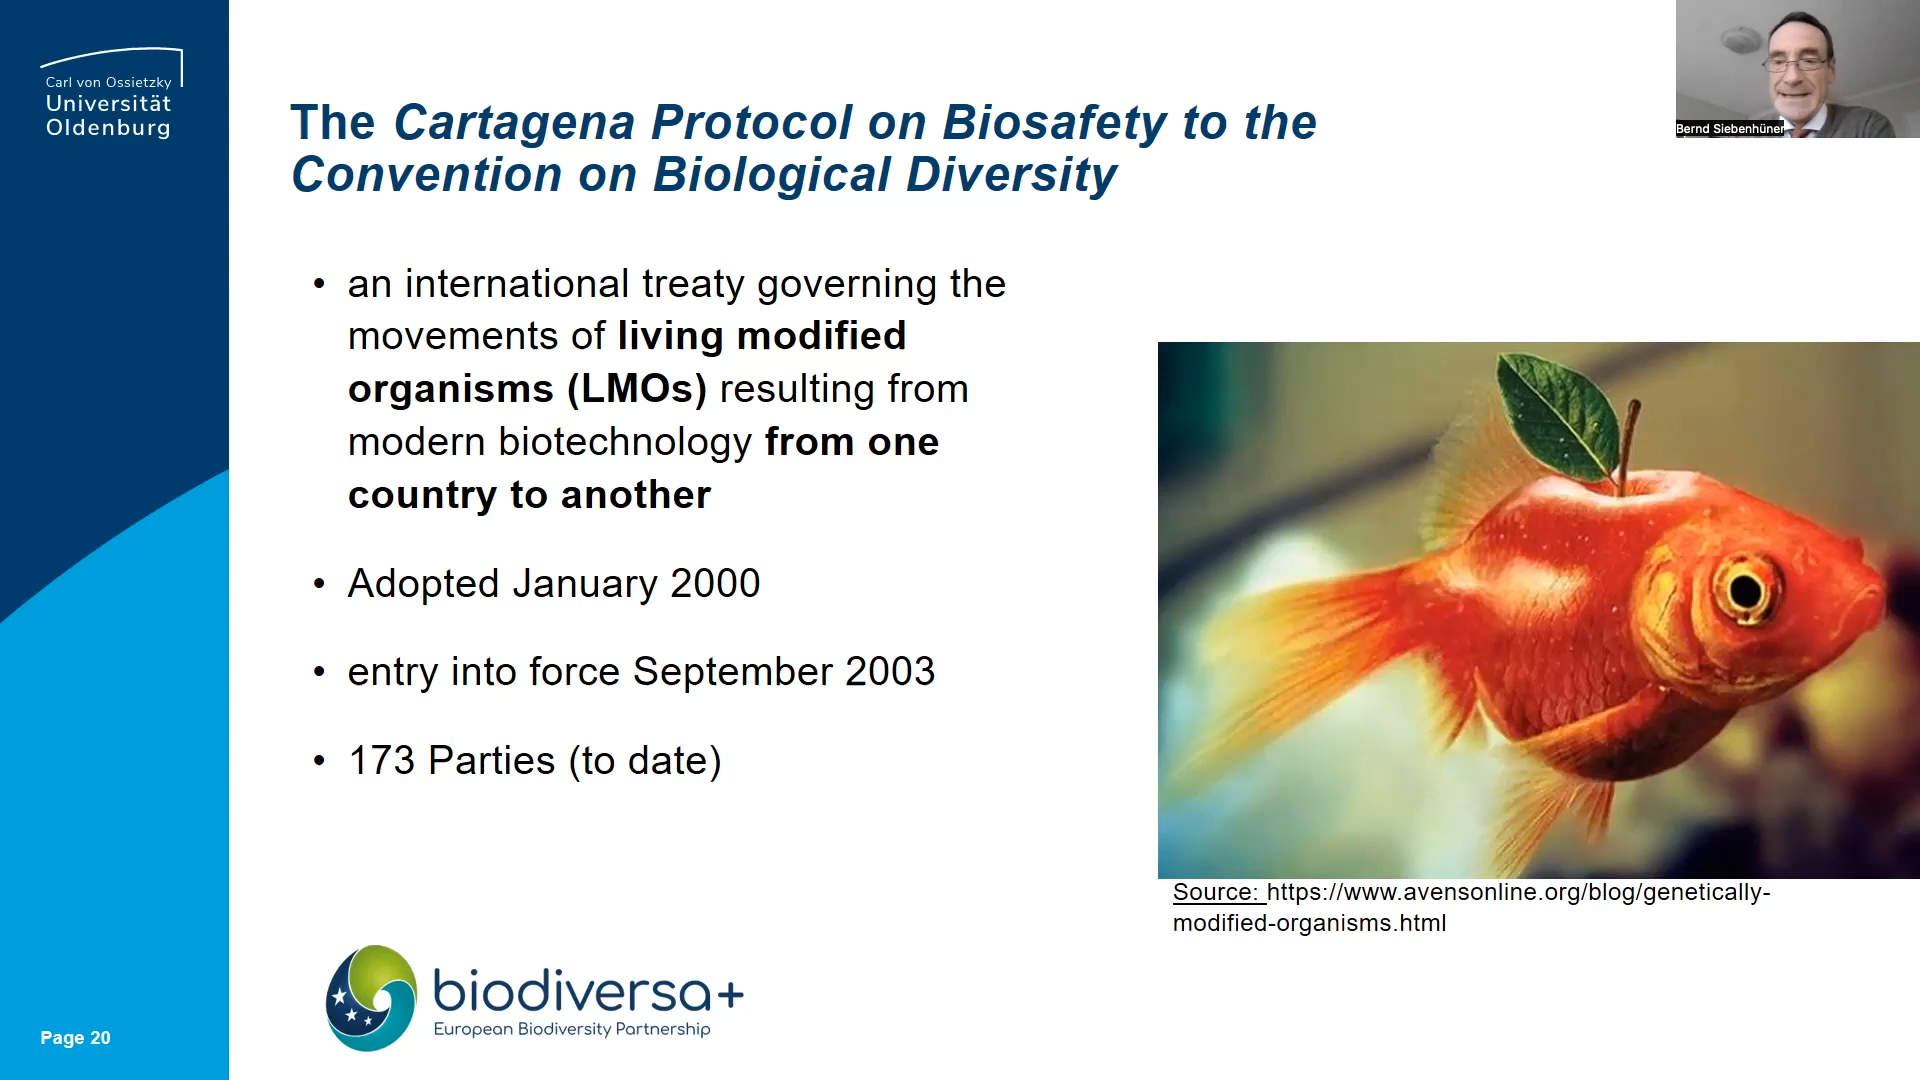 Carl von Ossietzky
Universität
Oldenburg
The Cartagena Protocol on Biosafety to the
Convention on Biological Diversity
Bernd Siebenhüner
• an international treaty governing the
movements of living modified
organisms (LMOs) resulting from
modern biotechnology from one
country to another
• Adopted January 2000
• entry into force September 2003
• 173 Parties (to date)
Source: https://www.avensonline.org/blog/genetically-
modified-organisms.html
biodiversa+
European Biodiversity Partnership
Page 20